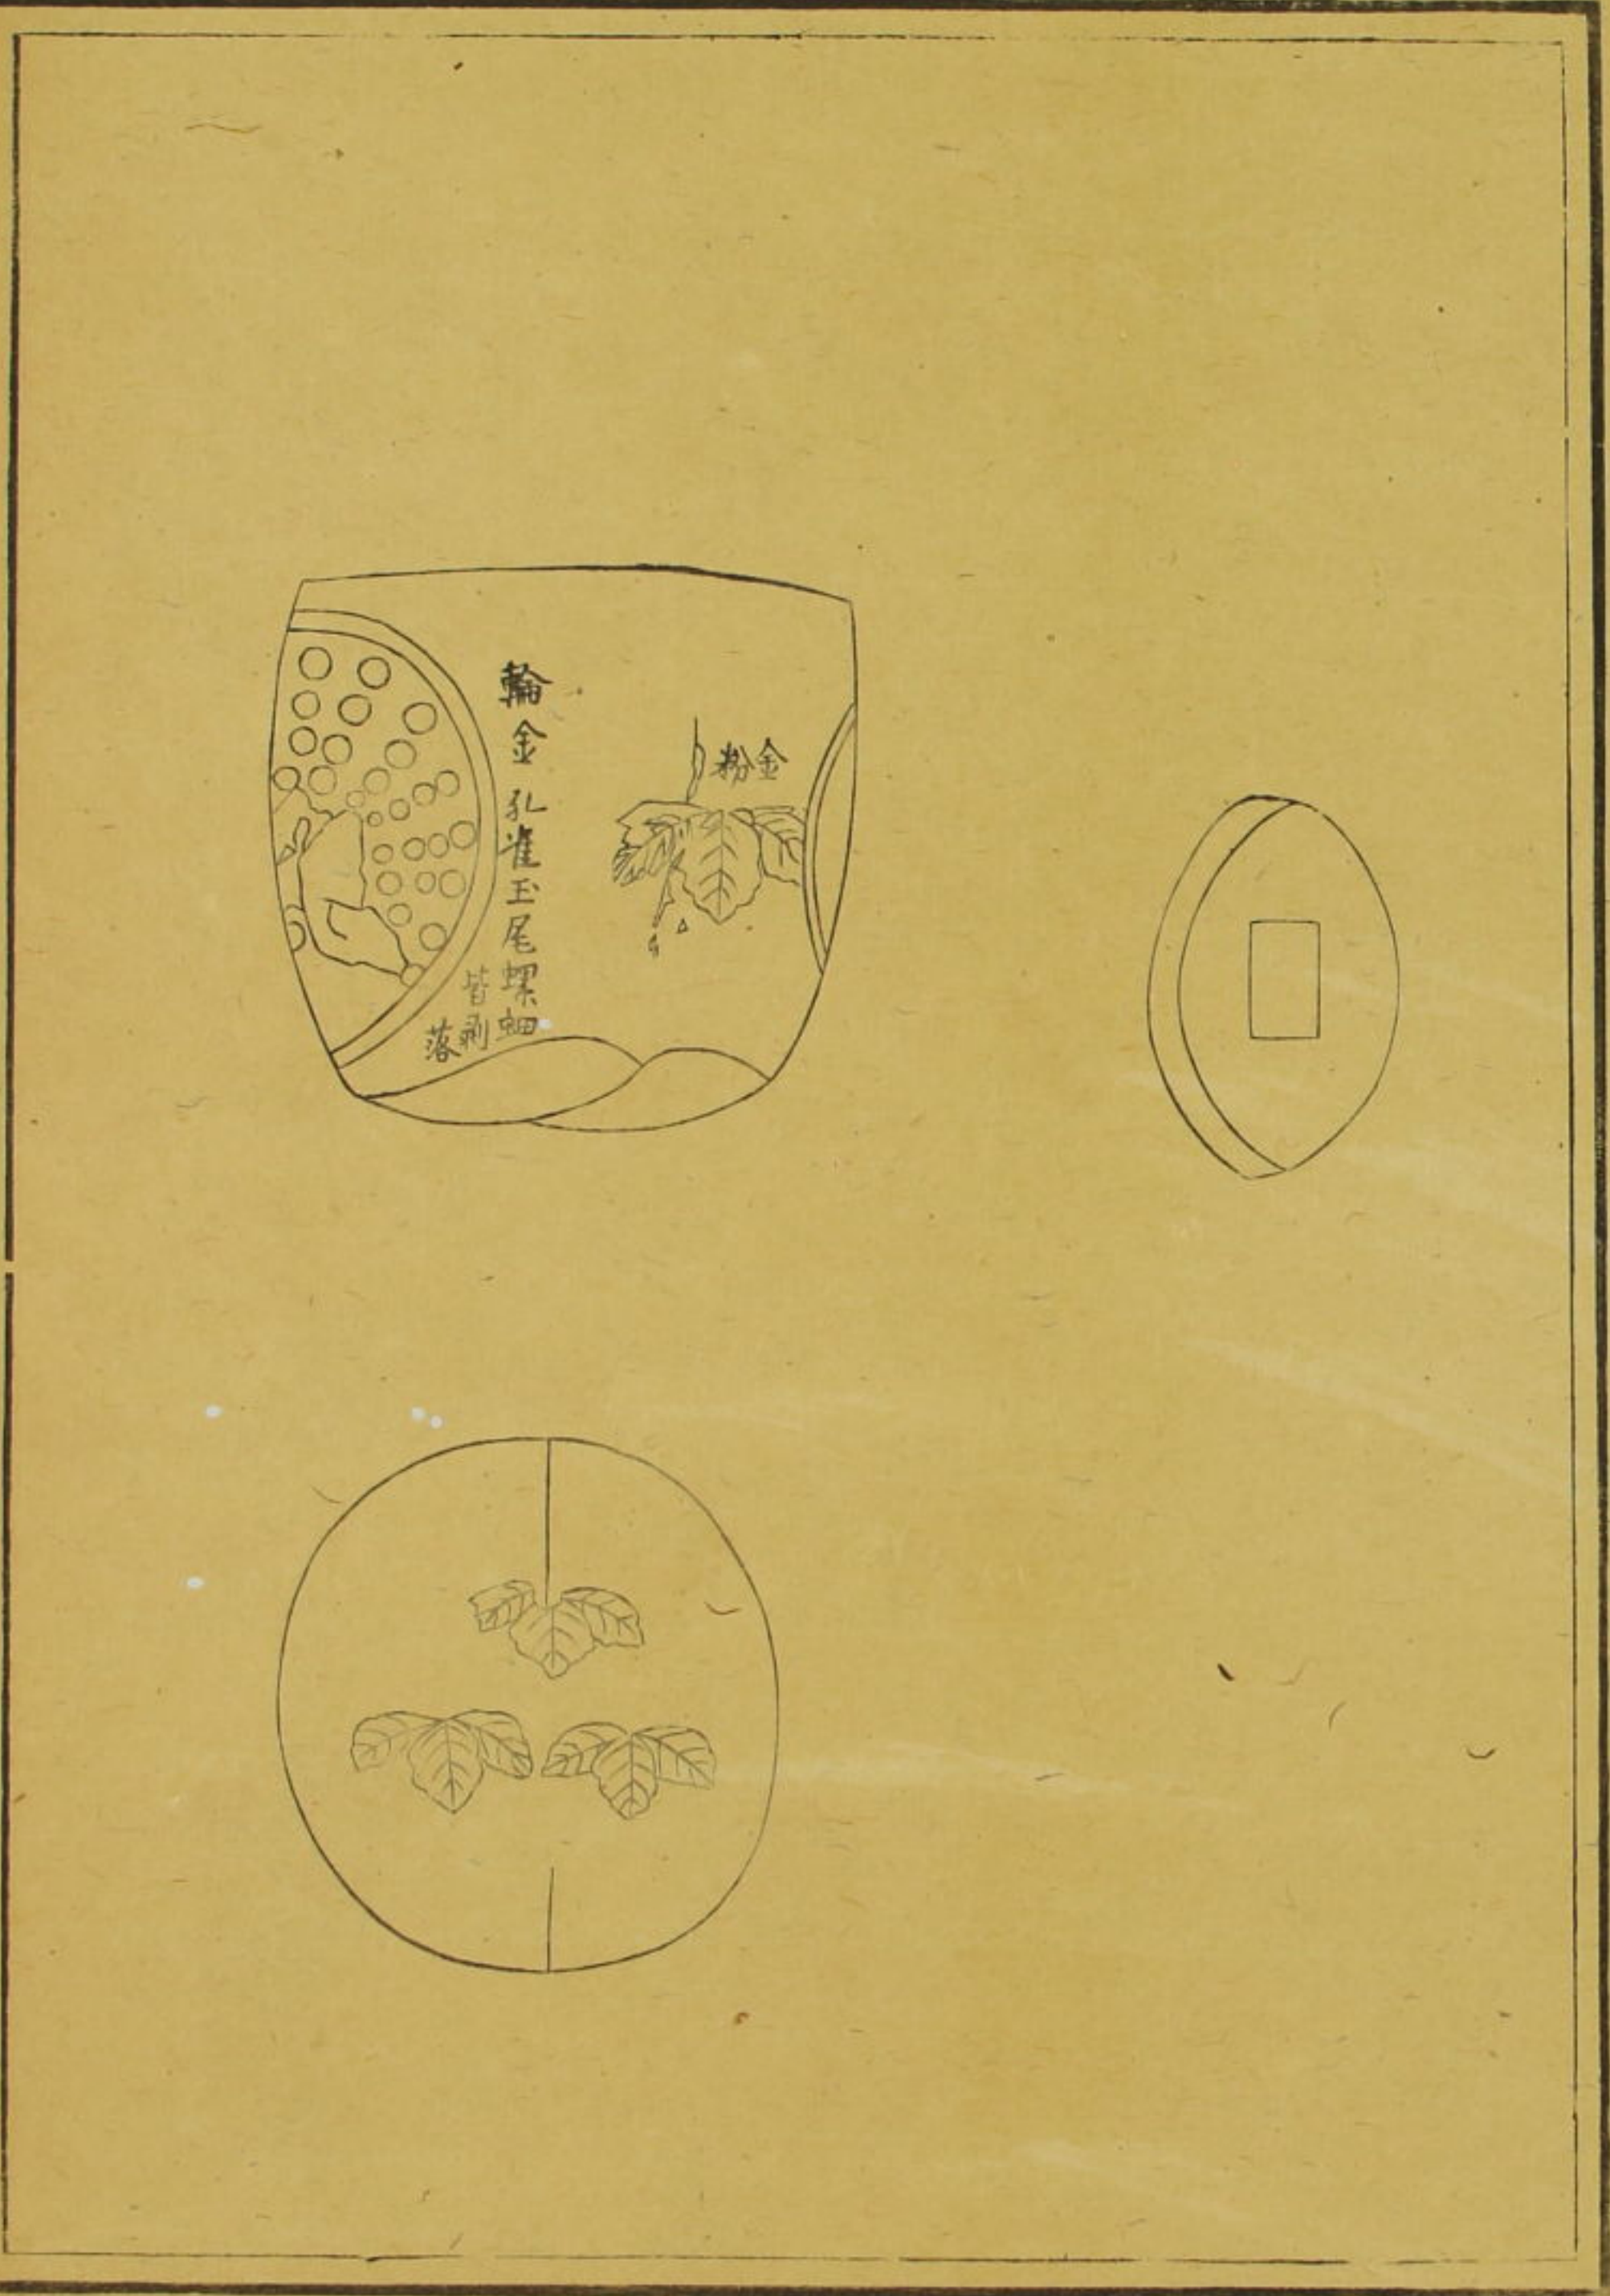 粉金
輪金 孔雀玉尾螺鈿
皆剥
落